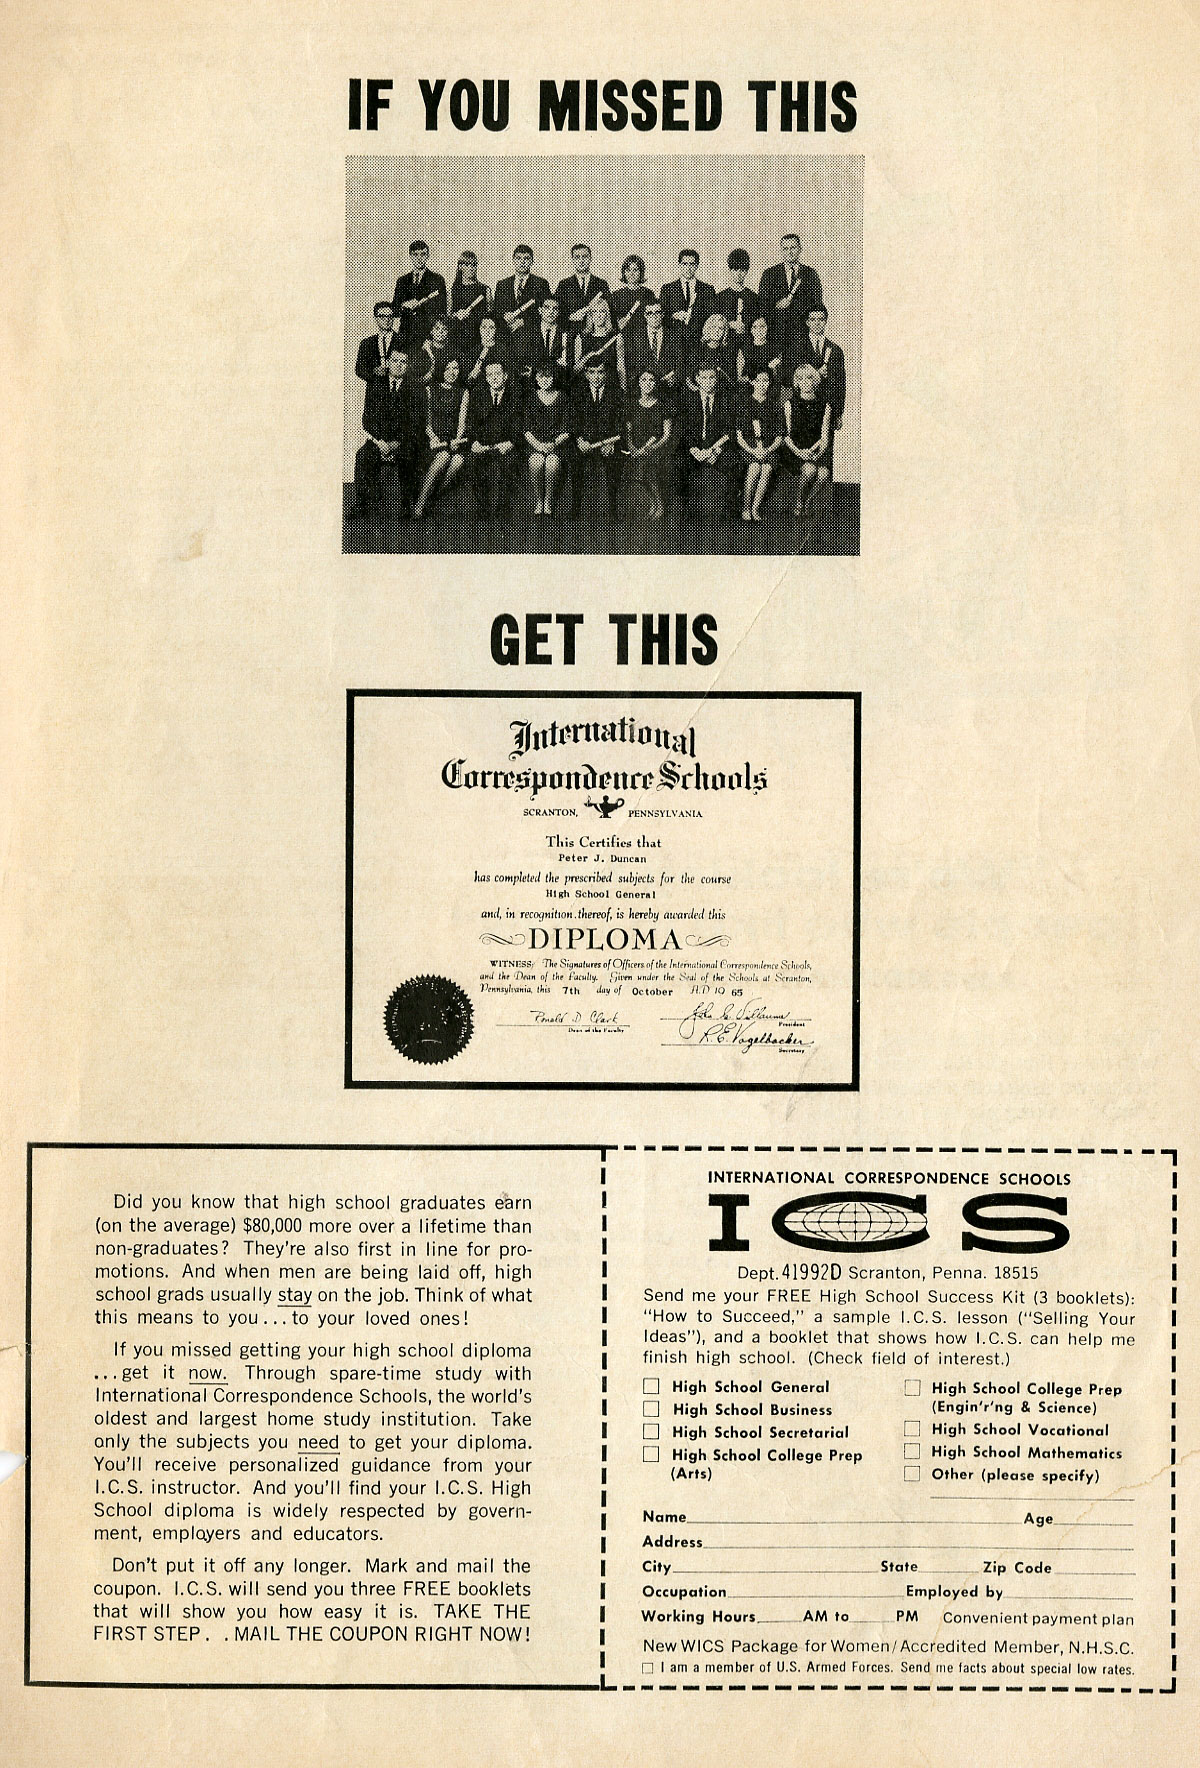 IF YOU MISSED THIS
GET THIS
International
Correspondence Schools
SCRANTON, PENNSYLVANIA
This Certifies that
Peter J. Duncan
has completed the prescribed subjects for the course
High School General
and, in recognition thereof, is hereby awarded this
DIPLOMA
WITNESS: The Signatures of Officers of the International Correspondence Schools,
and the Dean of the Faculty. Given under the Seal of the Schools at Scranton,
Pennsylvania, this 7th day of October A.D 19 65
Ronald D Clark
Dean of the Faculty
John C. Villaume
President
R.E. Vogelbacker
Secretary
Did you know that high school graduates earn
(on the average) $80,000 more over a lifetime than
non-graduates? They're also first in line for pro-
motions. And when men are being laid off, high
school grads usually stay on the job. Think of what
this means to you...to your loved ones!
If you missed getting your high school diploma
...get it now. Through spare-time study with
International Correspondence Schools, the world's
oldest and largest home study institution. Take
only the subjects you need to get your diploma.
You'll receive personalized guidance from your
I.C.S. instructor. And you'll find your I.C.S. High
School diploma is widely respected by govern-
ment, employers and educators.
Don't put it off any longer. Mark and mail the
coupon. I.C.S. will send you three FREE booklets
that will show you how easy it is. TAKE THE
FIRST STEP. . .MAIL THE COUPON RIGHT NOW!
INTERNATIONAL CORRESPONDENCE SCHOOLS
ICS
Dept. 41992D Scranton, Penna. 18515
Send me your FREE High School Success Kit (3 booklets):
"How to Succeed," a sample I.C.S. lesson ("Selling Your
Ideas"), and a booklet that shows how I.C.S. can help me
finish high school. (Check field of interest.)
High School General
High School Business
High School Secretarial
High School College Prep
(Arts)
High School College Prep
(Engin'r'ng & Science)
High School Vocational
High School Mathematics
Other (please specify)
Name Age
Address
City State Zip Code
Occupation Employed by
Working Hours AM to PM Convenient payment plan
New WICS Package for Women/Accredited Member, N.H.S.C.
I am a member of U.S. Armed Forces. Send me facts about special low rates.